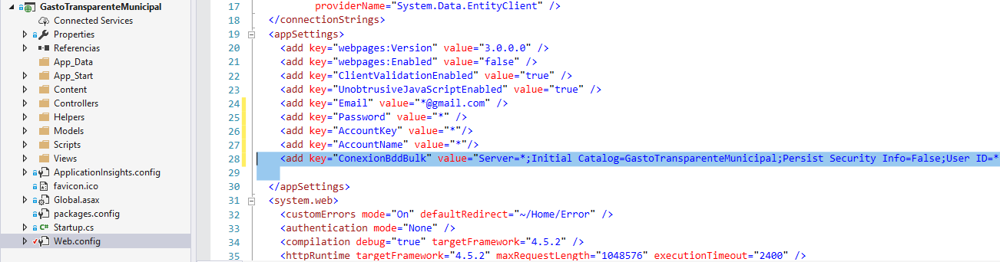 GastoTransparenteMunicipal
Connected Services
Properties
Referencias
App_Data
App_Start
Content
Controllers
Helpers
Models
Scripts
Views
ApplicationInsights.config
favicon.ico
Global.asax
packages.config
C# Startup.cs
Web.config
17 providerName="System.Data.EntityClient" />
18 </connectionStrings>
19 <appSettings>
20 <add key="webpages:Version" value="3.0.0.0" />
21 <add key="webpages:Enabled" value="false" />
22 <add key="ClientValidationEnabled" value="true" />
23 <add key="UnobtrusiveJavaScriptEnabled" value="true" />
24 <add key="Email" value="*@gmail.com" />
25 <add key="Password" value="*" />
26 <add key="AccountKey" value="*"/>
27 <add key="AccountName" value="*"/>
28 <add key="ConexionBddBulk" value="Server=*;Initial Catalog=GastoTransparenteMunicipal;Persist Security Info=False;User ID=*
29
30 </appSettings>
31 <system.web>
32 <customErrors mode="On" defaultRedirect="~/Home/Error" />
33 <authentication mode="None" />
34 <compilation debug="true" targetFramework="4.5.2" />
35 <httpRuntime targetFramework="4.5.2" maxRequestLength="1048576" executionTimeout="2400" />